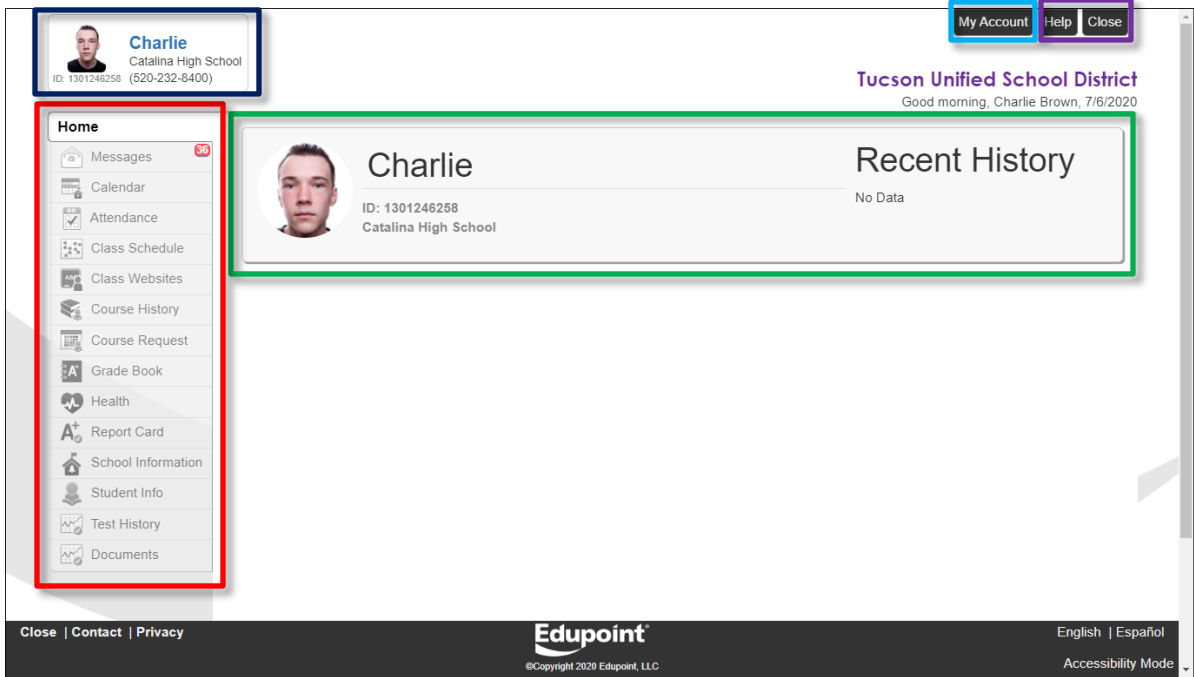 My Account Help Close
Charlie
Catalina High School
ID: 1301246258 (520-232-8400)
Tucson Unified School District
Good morning, Charlie Brown, 7/6/2020
Home
Messages 36
Calendar
Attendance
Class Schedule
Class Websites
Course History
Course Request
Grade Book
Health
Report Card
School Information
Student Info
Test History
Documents
Charlie
ID: 1301246258
Catalina High School
Recent History
No Data
Close | Contact | Privacy
Edupoint
©Copyright 2020 Edupoint, LLC
English | Español
Accessibility Mode